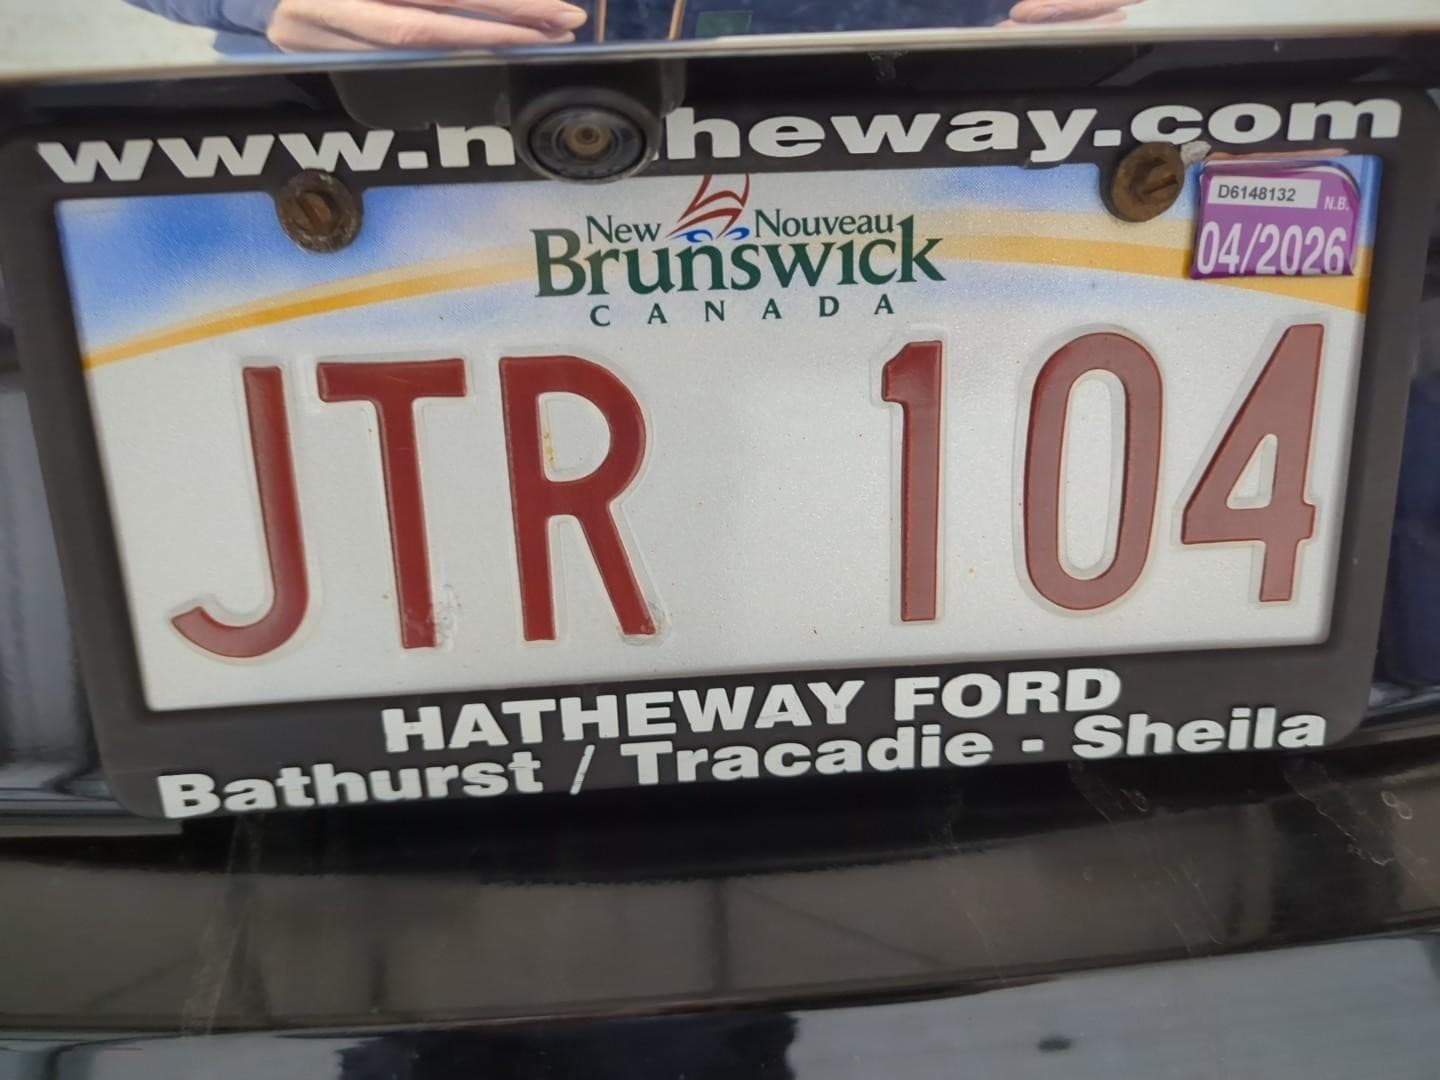 www.n heway.com
D6148132
N.B.
04/2026
New Nouveau
Brunswick
CANADA
JTR 104
HATHEWAY FORD
Bathurst / Tracadie - Sheila